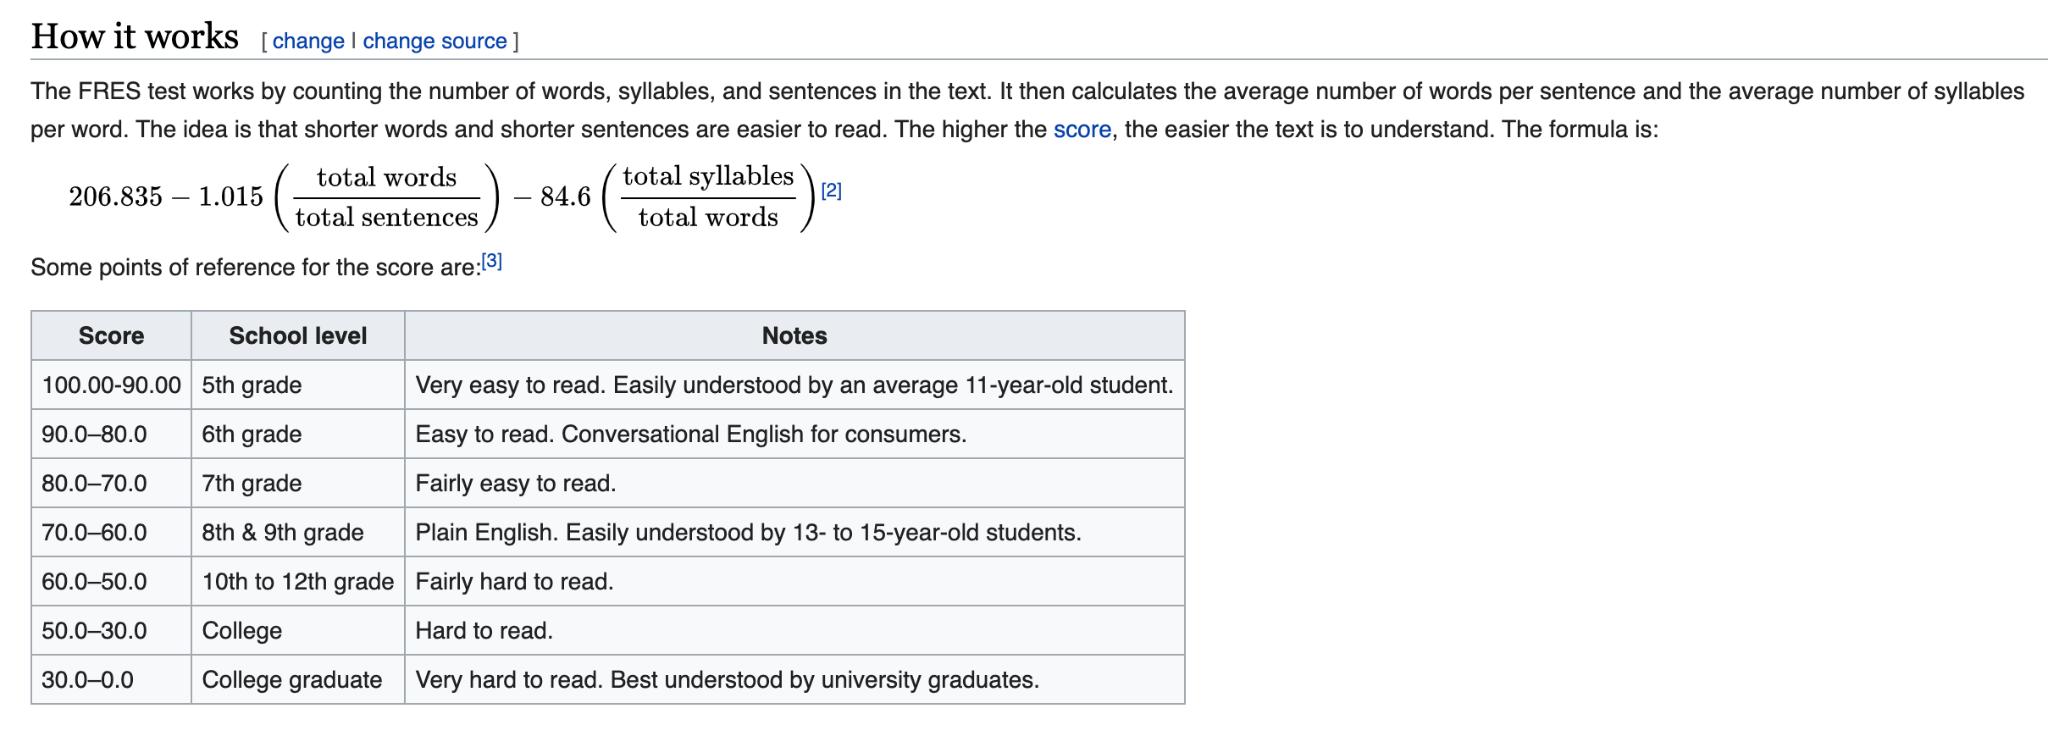 How it works [ change | change source ]
The FRES test works by counting the number of words, syllables, and sentences in the text. It then calculates the average number of words per sentence and the average number of syllables
per word. The idea is that shorter words and shorter sentences are easier to read. The higher the score, the easier the text is to understand. The formula is:
206.835 − 1.015 (total words / total sentences) − 84.6 (total syllables / total words) [2]
Some points of reference for the score are:[3]
Score School level Notes
100.00-90.00 5th grade Very easy to read. Easily understood by an average 11-year-old student.
90.0–80.0 6th grade Easy to read. Conversational English for consumers.
80.0–70.0 7th grade Fairly easy to read.
70.0–60.0 8th & 9th grade Plain English. Easily understood by 13- to 15-year-old students.
60.0–50.0 10th to 12th grade Fairly hard to read.
50.0–30.0 College Hard to read.
30.0–0.0 College graduate Very hard to read. Best understood by university graduates.